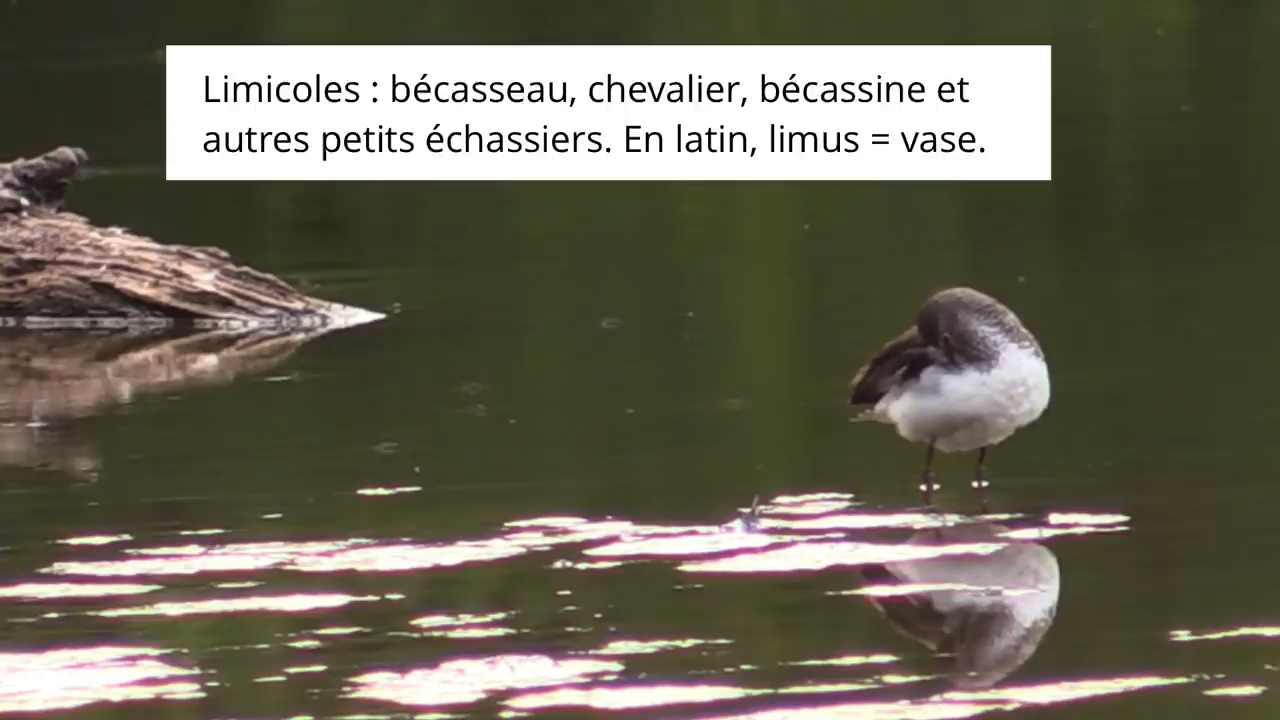 Limicoles : bécasseau, chevalier, bécassine et
autres petits échassiers. En latin, limus = vase.